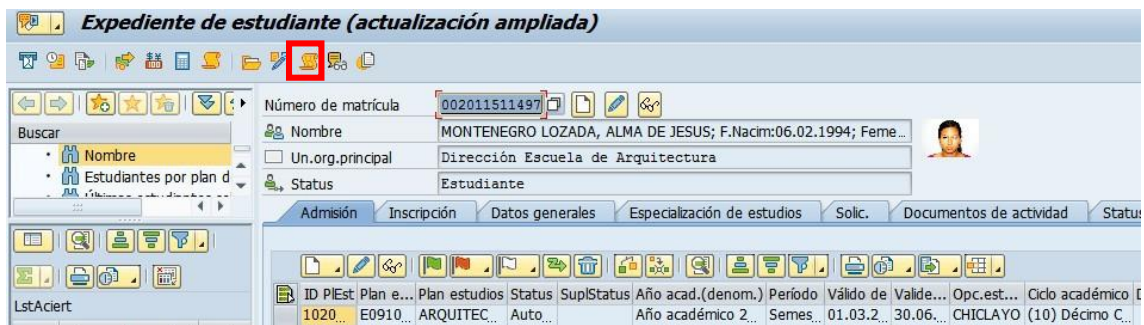 Expediente de estudiante (actualización ampliada)
Número de matrícula 002011511497
Buscar
Nombre MONTENEGRO LOZADA, ALMA DE JESUS; F.Nacim:06.02.1994; Feme...
Nombre
Un.org.principal Dirección Escuela de Arquitectura
Estudiantes por plan d
Status Estudiante
Admisión Inscripción Datos generales Especialización de estudios Solic. Documentos de actividad Status
LstAciert
ID PlEst Plan e... Plan estudios Status SuplStatus Año acad.(denom.) Período Válido de Valide... Opc.est... Ciclo académico D
1020... E0910... ARQUITEC... Auto... Año académico 2... Semes... 01.03.2... 30.06... CHICLAYO (10) Décimo C...